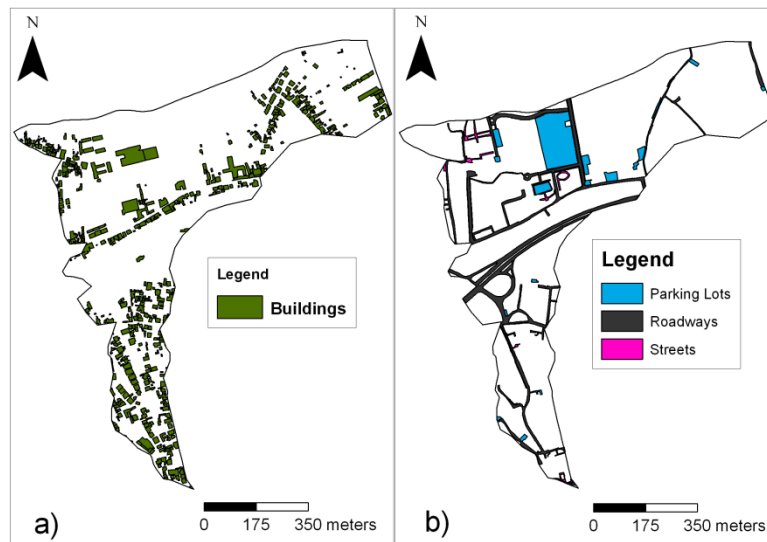 N
Legend
Buildings
a)
0 175 350 meters
N
Legend
Parking Lots
Roadways
Streets
b)
0 175 350 meters